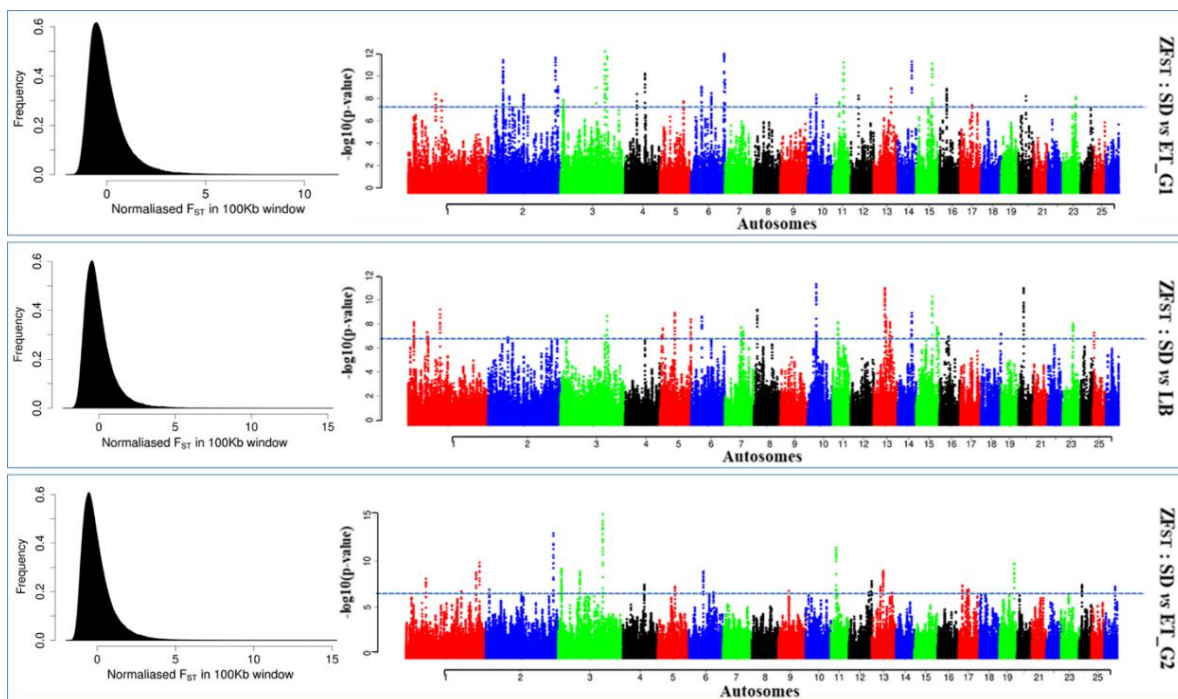 0.6
0.4
0.2
0.0
Frequency
0
5
10
Normaliased FST in 100Kb window
12
10
8
6
4
2
0
-log10(p-value)
1 2 3 4 5 6 7 8 9 10 11 12 13 14 15 16 17 18 19 21 23 25
Autosomes
ZFST : SD vs ET_G1
0.6
0.4
0.2
0.0
Frequency
0
5
10
15
Normaliased FST in 100Kb window
12
10
8
6
4
2
0
-log10(p-value)
1 2 3 4 5 6 7 8 9 10 11 12 13 14 15 16 17 18 19 21 23 25
Autosomes
ZFST : SD vs LB
0.6
0.4
0.2
0.0
Frequency
0
5
10
15
Normaliased FST in 100Kb window
15
10
5
0
-log10(p-value)
1 2 3 4 5 6 7 8 9 10 11 12 13 14 15 16 17 18 19 21 23 25
Autosomes
ZFST : SD vs ET_G2